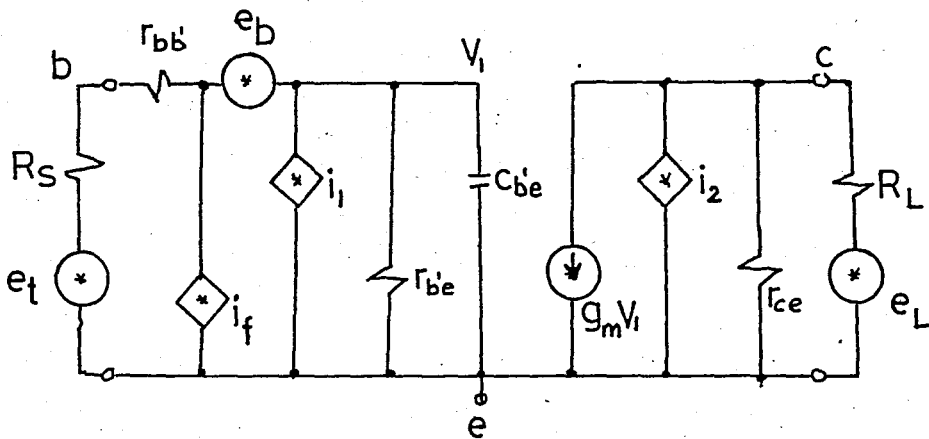 b
r_bb'
e_b
V_1
c
R_S
i_1
C_b'e
i_2
R_L
e_t
i_f
r_b'e
g_m V_1
r_ce
e_L
e